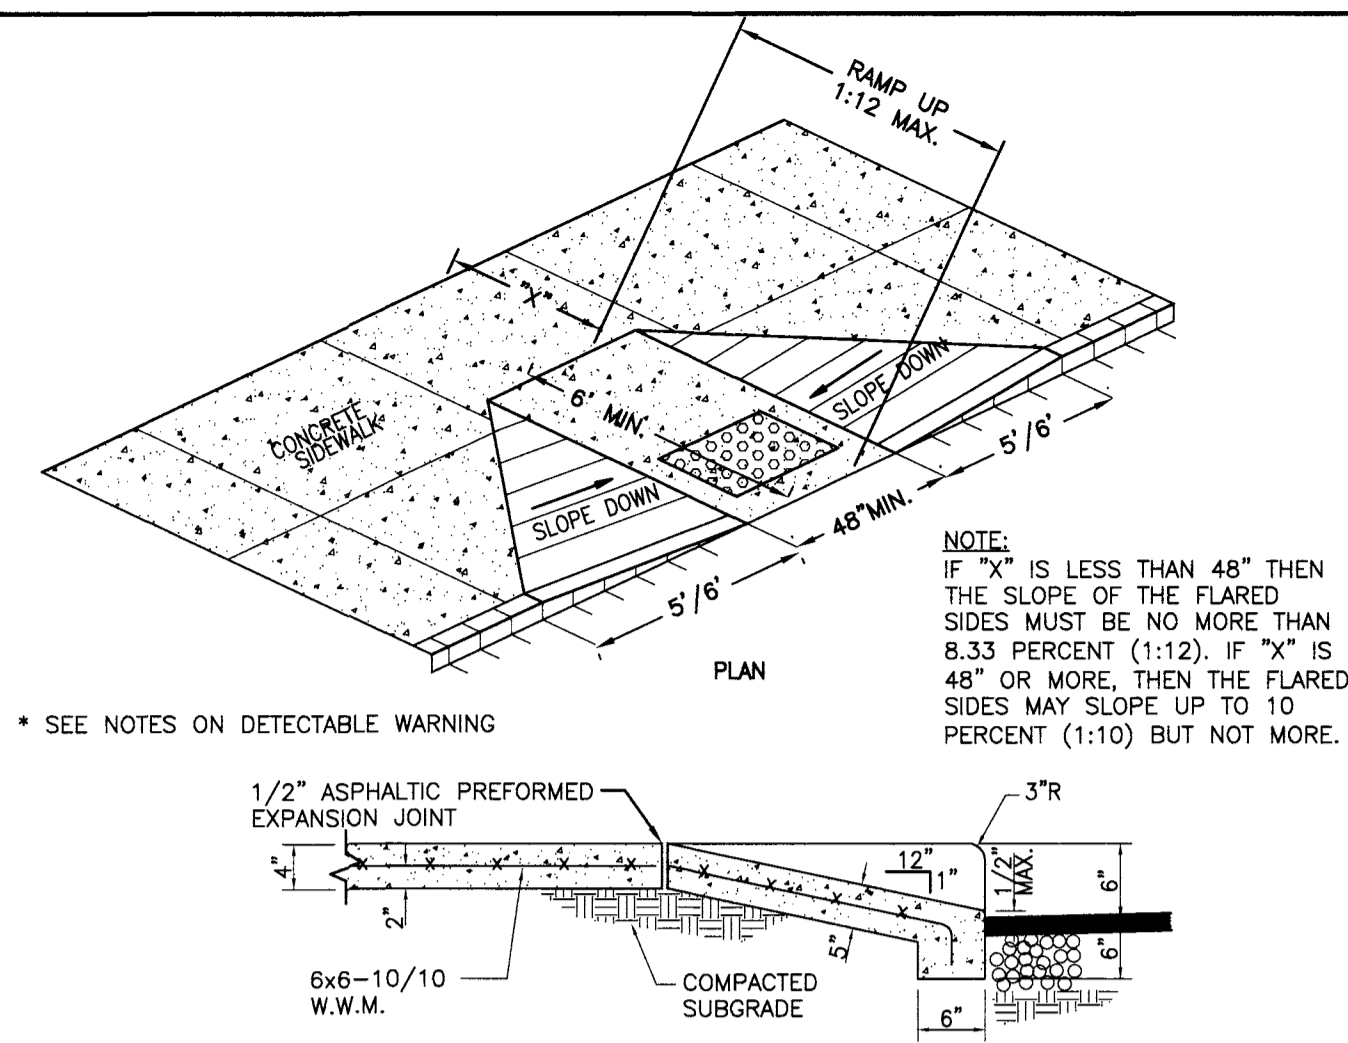 RAMP UP
1:12 MAX.
"X"
6' MIN.
SLOPE DOWN
CONCRETE
SIDEWALK
SLOPE DOWN
5'/6'
48"MIN.
5'/6'
PLAN
NOTE:
IF "X" IS LESS THAN 48" THEN
THE SLOPE OF THE FLARED
SIDES MUST BE NO MORE THAN
8.33 PERCENT (1:12). IF "X" IS
48" OR MORE, THEN THE FLARED
SIDES MAY SLOPE UP TO 10
PERCENT (1:10) BUT NOT MORE.
* SEE NOTES ON DETECTABLE WARNING
1/2" ASPHALTIC PREFORMED
EXPANSION JOINT
3"R
4"
12"
1"
1/2"
MAX.
6"
2"
5"
6"
6x6-10/10
W.W.M.
COMPACTED
SUBGRADE
6"